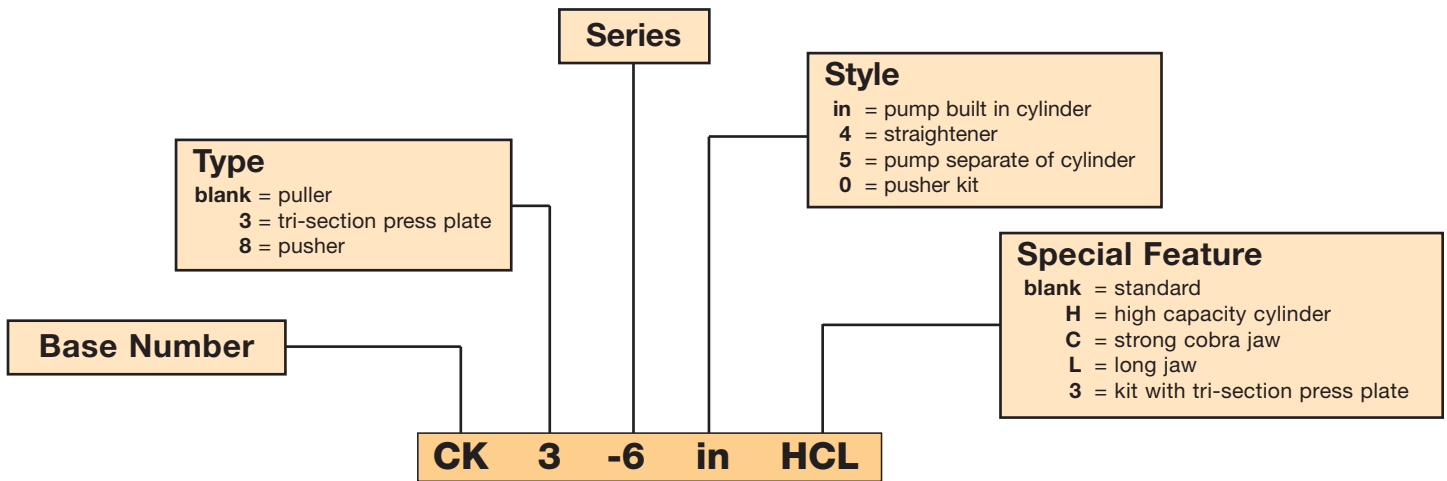 Series
Style
in = pump built in cylinder
4 = straightener
5 = pump separate of cylinder
0 = pusher kit
Type
blank = puller
3 = tri-section press plate
8 = pusher
Special Feature
blank = standard
H = high capacity cylinder
C = strong cobra jaw
L = long jaw
3 = kit with tri-section press plate
Base Number
CK 3 -6 in HCL